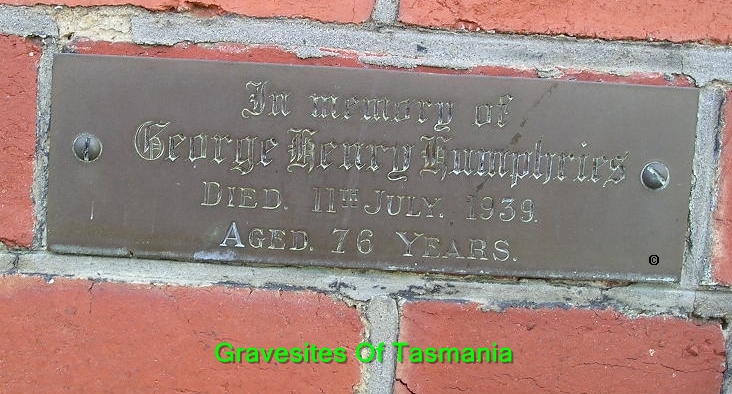 In memory of
George Henry Humphries
DIED. 11TH JULY. 1939.
AGED. 76 YEARS.
©
Gravesites Of Tasmania